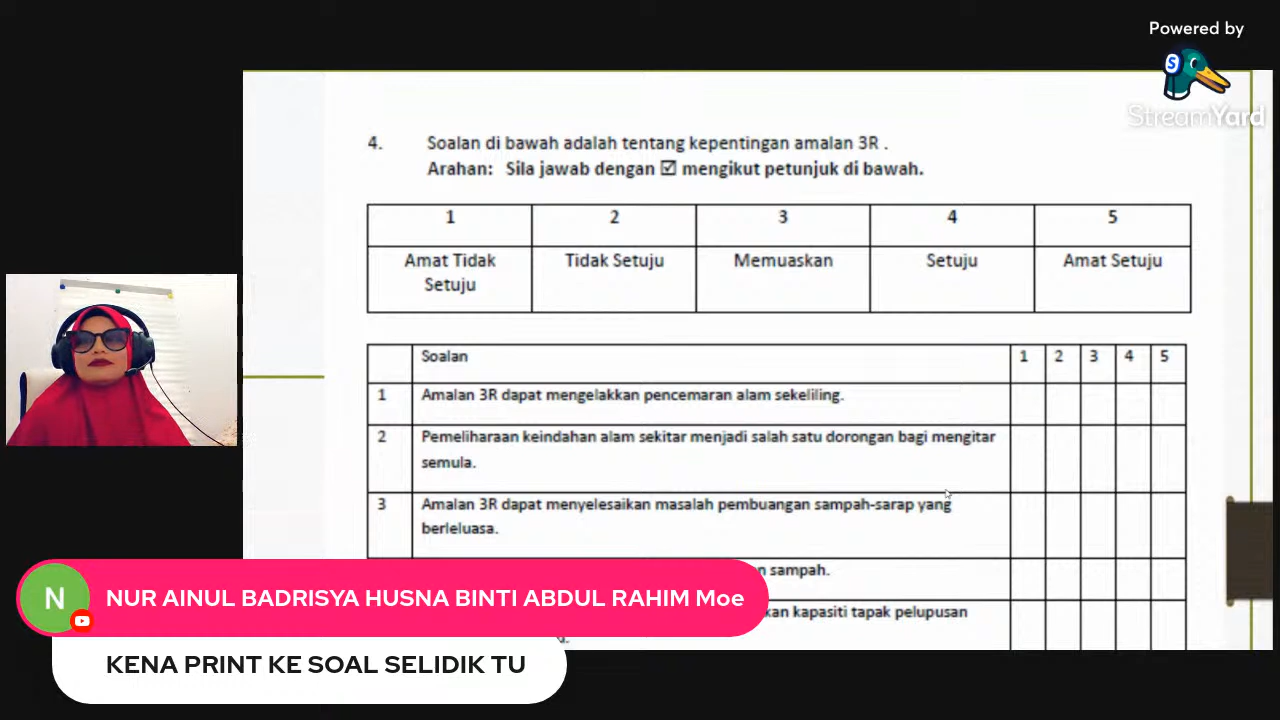 Powered by
StreamYard
4. Soalan di bawah adalah tentang kepentingan amalan 3R .
Arahan: Sila jawab dengan ☑ mengikut petunjuk di bawah.
1 2 3 4 5
Amat Tidak Setuju Tidak Setuju Memuaskan Setuju Amat Setuju
Soalan 1 2 3 4 5
1 Amalan 3R dapat mengelakkan pencemaran alam sekeliling.
2 Pemeliharaan keindahan alam sekitar menjadi salah satu dorongan bagi mengitar
semula.
3 Amalan 3R dapat menyelesaikan masalah pembuangan sampah-sarap yang
berleluasa.
sampah.
kapasiti tapak pelupusan
N NUR AINUL BADRISYA HUSNA BINTI ABDUL RAHIM Moe
KENA PRINT KE SOAL SELIDIK TU